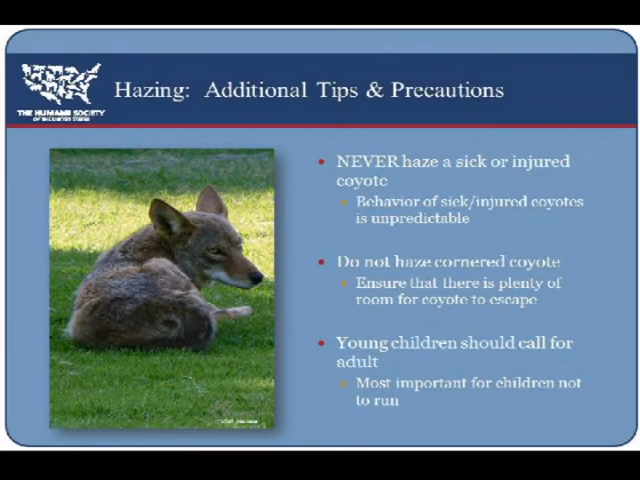 THE HUMANE SOCIETY
OF THE UNITED STATES
Hazing: Additional Tips & Precautions
NEVER haze a sick or injured
coyote
Behavior of sick/injured coyotes
is unpredictable
Do not haze cornered coyote
Ensure that there is plenty of
room for coyote to escape
Young children should call for
adult
Most important for children not
to run